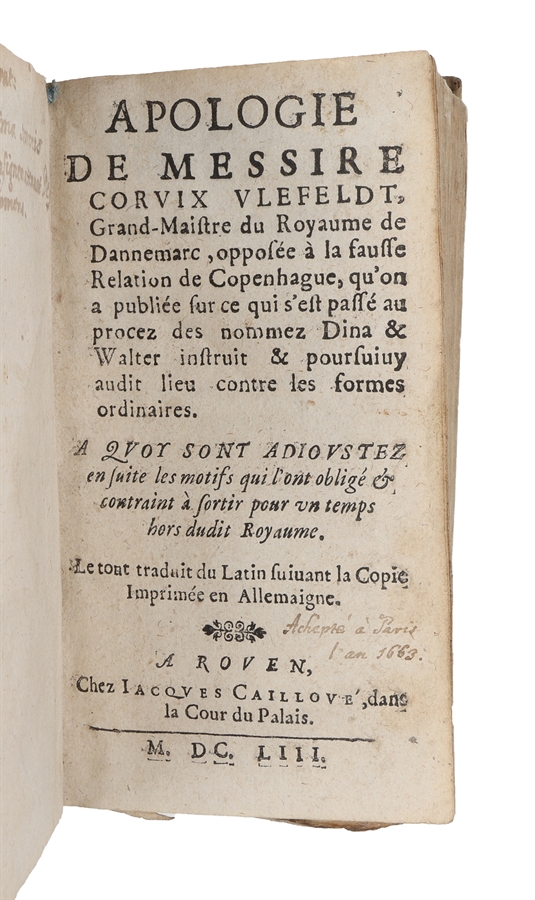 APOLOGIE
DE MESSIRE
CORVIX VLEFELDT,
Grand-Maiſtre du Royaume de
Dannemarc, oppoſée à la fauſſe
Relation de Copenhague, qu'on
a publiée ſur ce qui s'eſt paſſé au
procez des nommez Dina &
Walter inſtruit & pourſuiuy
audit lieu contre les formes
ordinaires.
A QVOY SONT ADIOVSTEZ
en ſuite les motifs qui l'ont obligé &
contraint à ſortir pour vn temps
hors dudit Royaume.
Le tout traduit du Latin ſuiuant la Copie
Imprimée en Allemaigne.
Achepté à Paris
l'an 1663.
A ROVEN,
Chez IACQVES CAILLOVE', dans
la Cour du Palais.
M. DC. LIII.